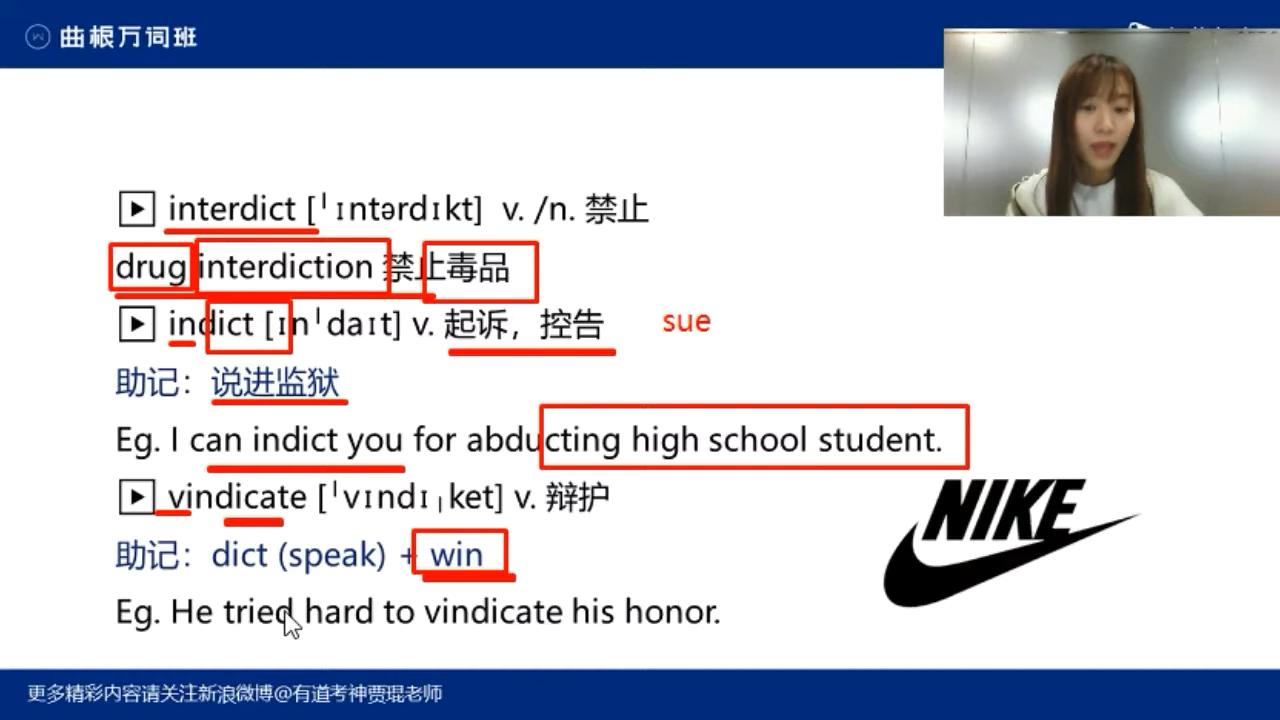 曲根万词班
interdict [ˈɪntərdɪkt] v. /n. 禁止
drug interdiction 禁止毒品
indict [ɪnˈdaɪt] v. 起诉，控告 sue
助记：说进监狱
Eg. I can indict you for abducting high school student.
vindicate [ˈvɪndɪˌket] v. 辩护
NIKE
助记：dict (speak) + win
Eg. He tried hard to vindicate his honor.
更多精彩内容请关注新浪微博@有道考神贾琨老师